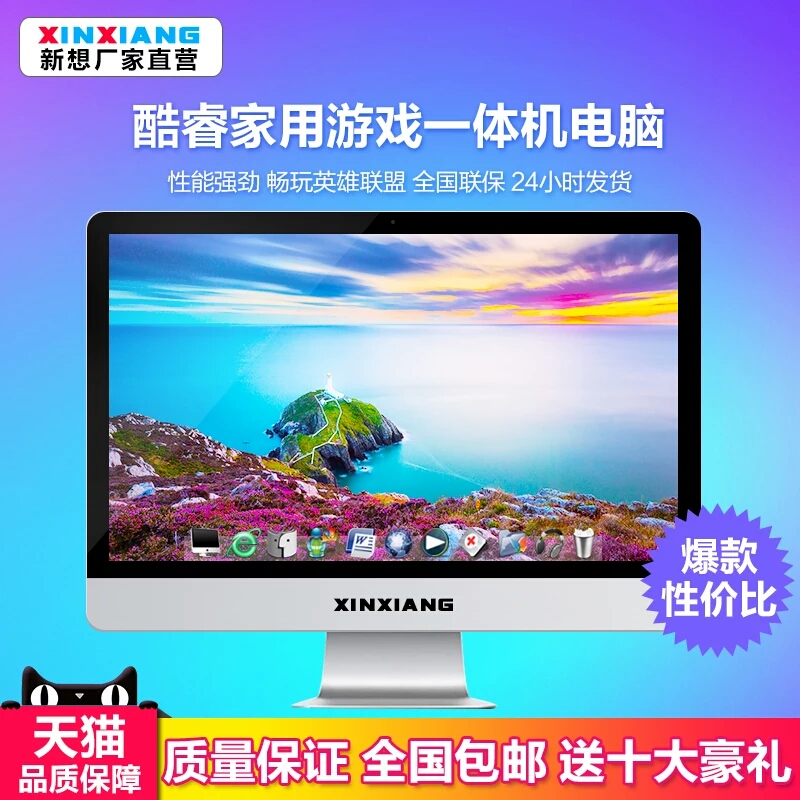 XINXIANG
新想厂家直营
酷睿家用游戏一体机电脑
性能强劲 畅玩英雄联盟 全国联保 24小时发货
XINXIANG
爆款
性价比
天猫
品质保障
质量保证 全国包邮 送十大豪礼